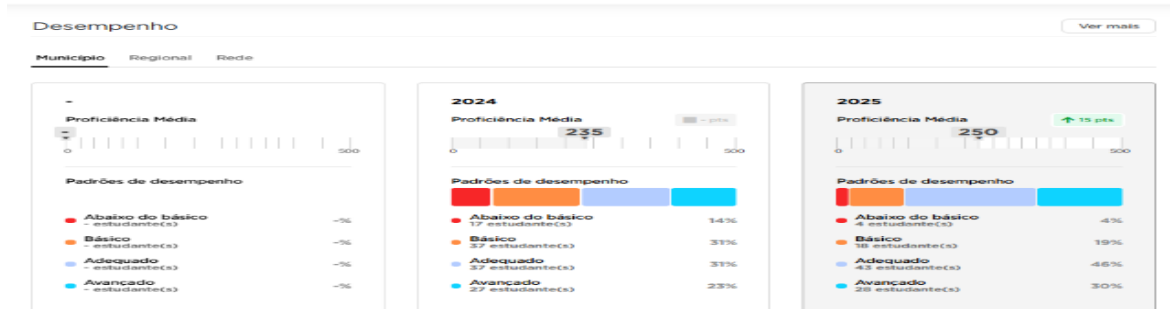 Desempenho
Ver mais
Município Regional Rede
-
Proficiência Média
-
0 500
Padrões de desempenho
Abaixo do básico -%
- estudante(s)
Básico -%
- estudante(s)
Adequado -%
- estudante(s)
Avançado -%
- estudante(s)
2024
Proficiência Média - pts
235
0 500
Padrões de desempenho
Abaixo do básico 14%
17 estudante(s)
Básico 31%
37 estudante(s)
Adequado 31%
37 estudante(s)
Avançado 23%
27 estudante(s)
2025
Proficiência Média 15 pts
250
0 500
Padrões de desempenho
Abaixo do básico 4%
4 estudante(s)
Básico 19%
18 estudante(s)
Adequado 46%
43 estudante(s)
Avançado 30%
28 estudante(s)